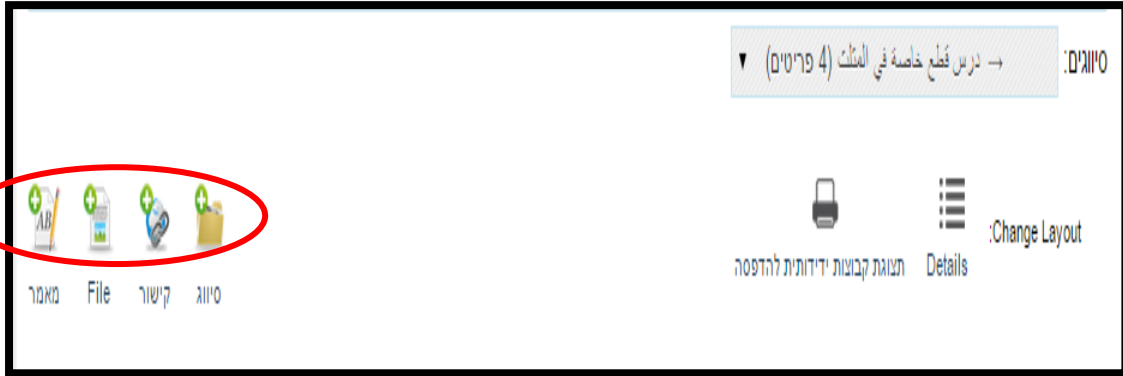 סיווגים:
→ درس قطع خاصة في المثلث (4 פריטים) ▼
Change Layout:
Details
תצוגת קבוצות ידידותית להדפסה
סיווג
קישור
File
מאמר
AB